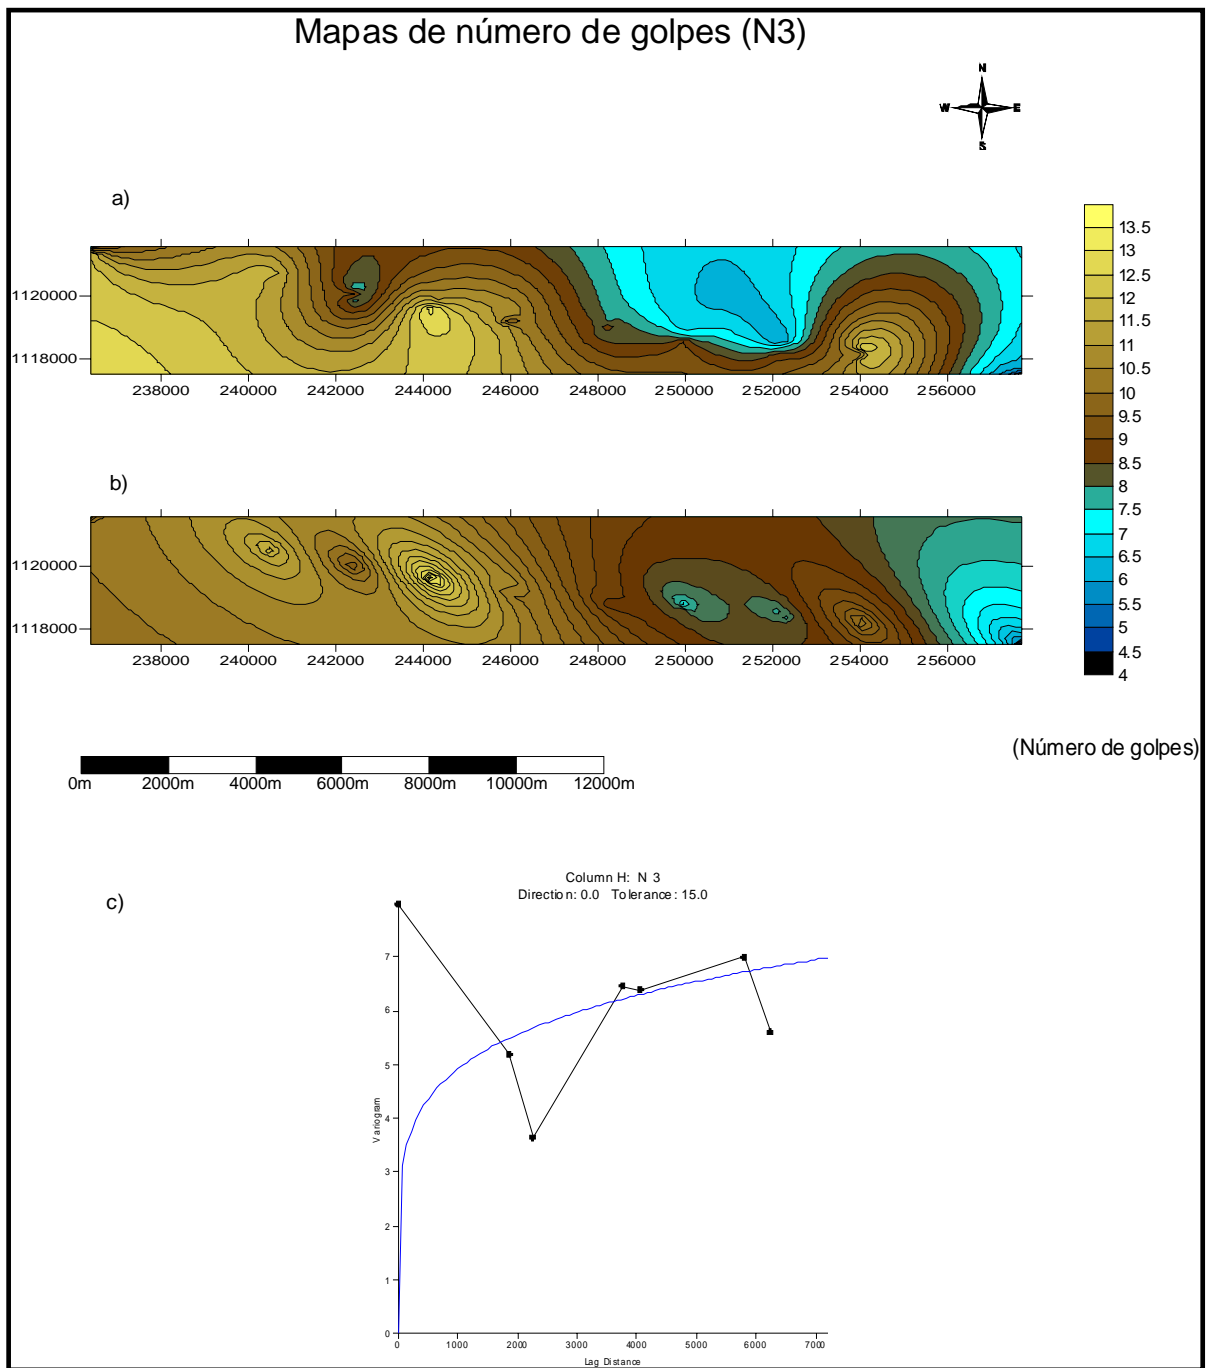 Mapas de número de golpes (N3)
N
W E
S
a)
1120000
1118000
238000 240000 242000 244000 246000 248000 250000 252000 254000 256000
13.5
13
12.5
12
11.5
11
10.5
10
9.5
9
8.5
8
7.5
7
6.5
6
5.5
5
4.5
4
b)
1120000
1118000
238000 240000 242000 244000 246000 248000 250000 252000 254000 256000
(Número de golpes)
0m 2000m 4000m 6000m 8000m 10000m 12000m
c)
Column H: N 3
Direction: 0.0 Tolerance: 15.0
7
6
5
4
3
2
1
0
Variogram
0 1000 2000 3000 4000 5000 6000 7000
Lag Distance